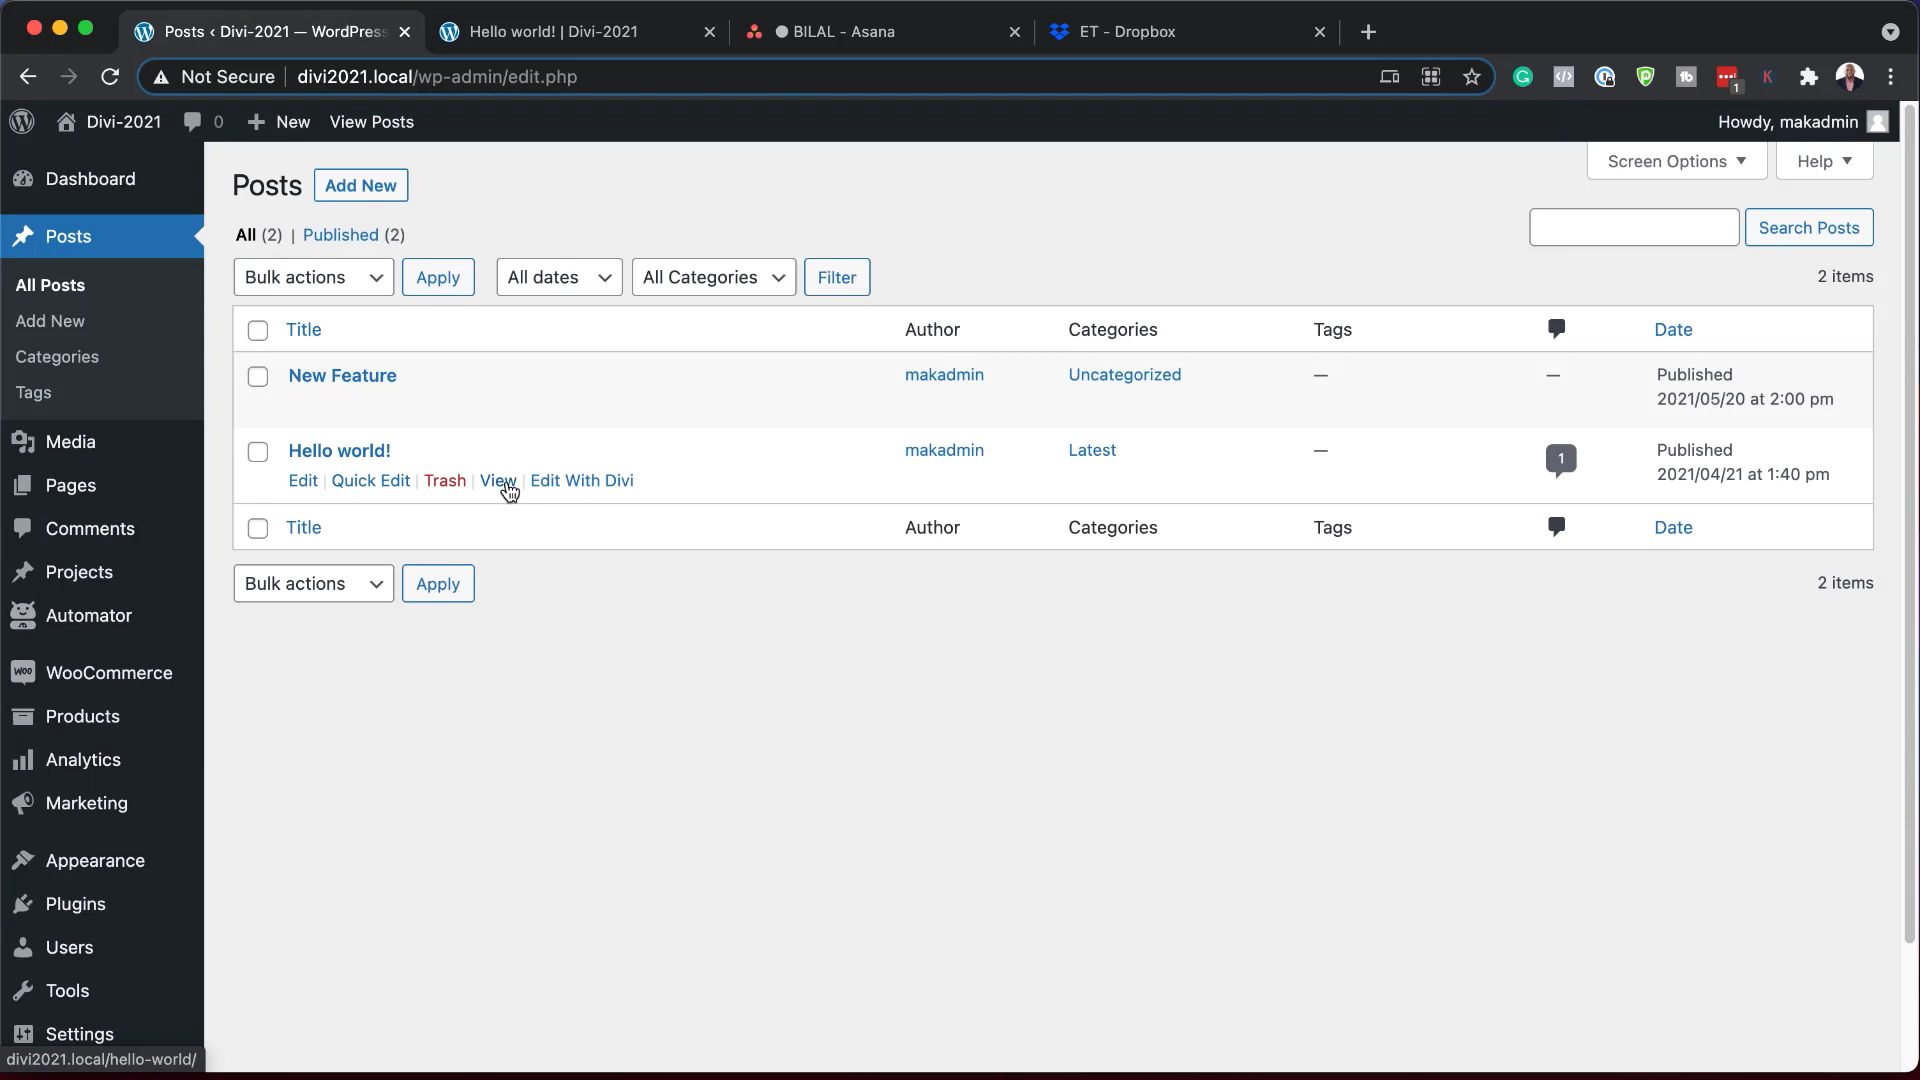 Posts ‹ Divi-2021 — WordPress
Hello world! | Divi-2021
BILAL - Asana
ET - Dropbox
Not Secure divi2021.local/wp-admin/edit.php
1
Divi-2021 0 New View Posts
Howdy, makadmin
Dashboard
Posts
All Posts
Add New
Categories
Tags
Media
Pages
Comments
Projects
Automator
WooCommerce
Products
Analytics
Marketing
Appearance
Plugins
Users
Tools
Settings
divi2021.local/hello-world/
Screen Options
Help
Posts Add New
All (2) | Published (2)
Search Posts
Bulk actions Apply All dates All Categories Filter
2 items
Title Author Categories Tags Date
New Feature makadmin Uncategorized — — Published
2021/05/20 at 2:00 pm
Hello world! makadmin Latest — 1 Published
2021/04/21 at 1:40 pm
Edit | Quick Edit | Trash | View | Edit With Divi
Title Author Categories Tags Date
Bulk actions Apply
2 items